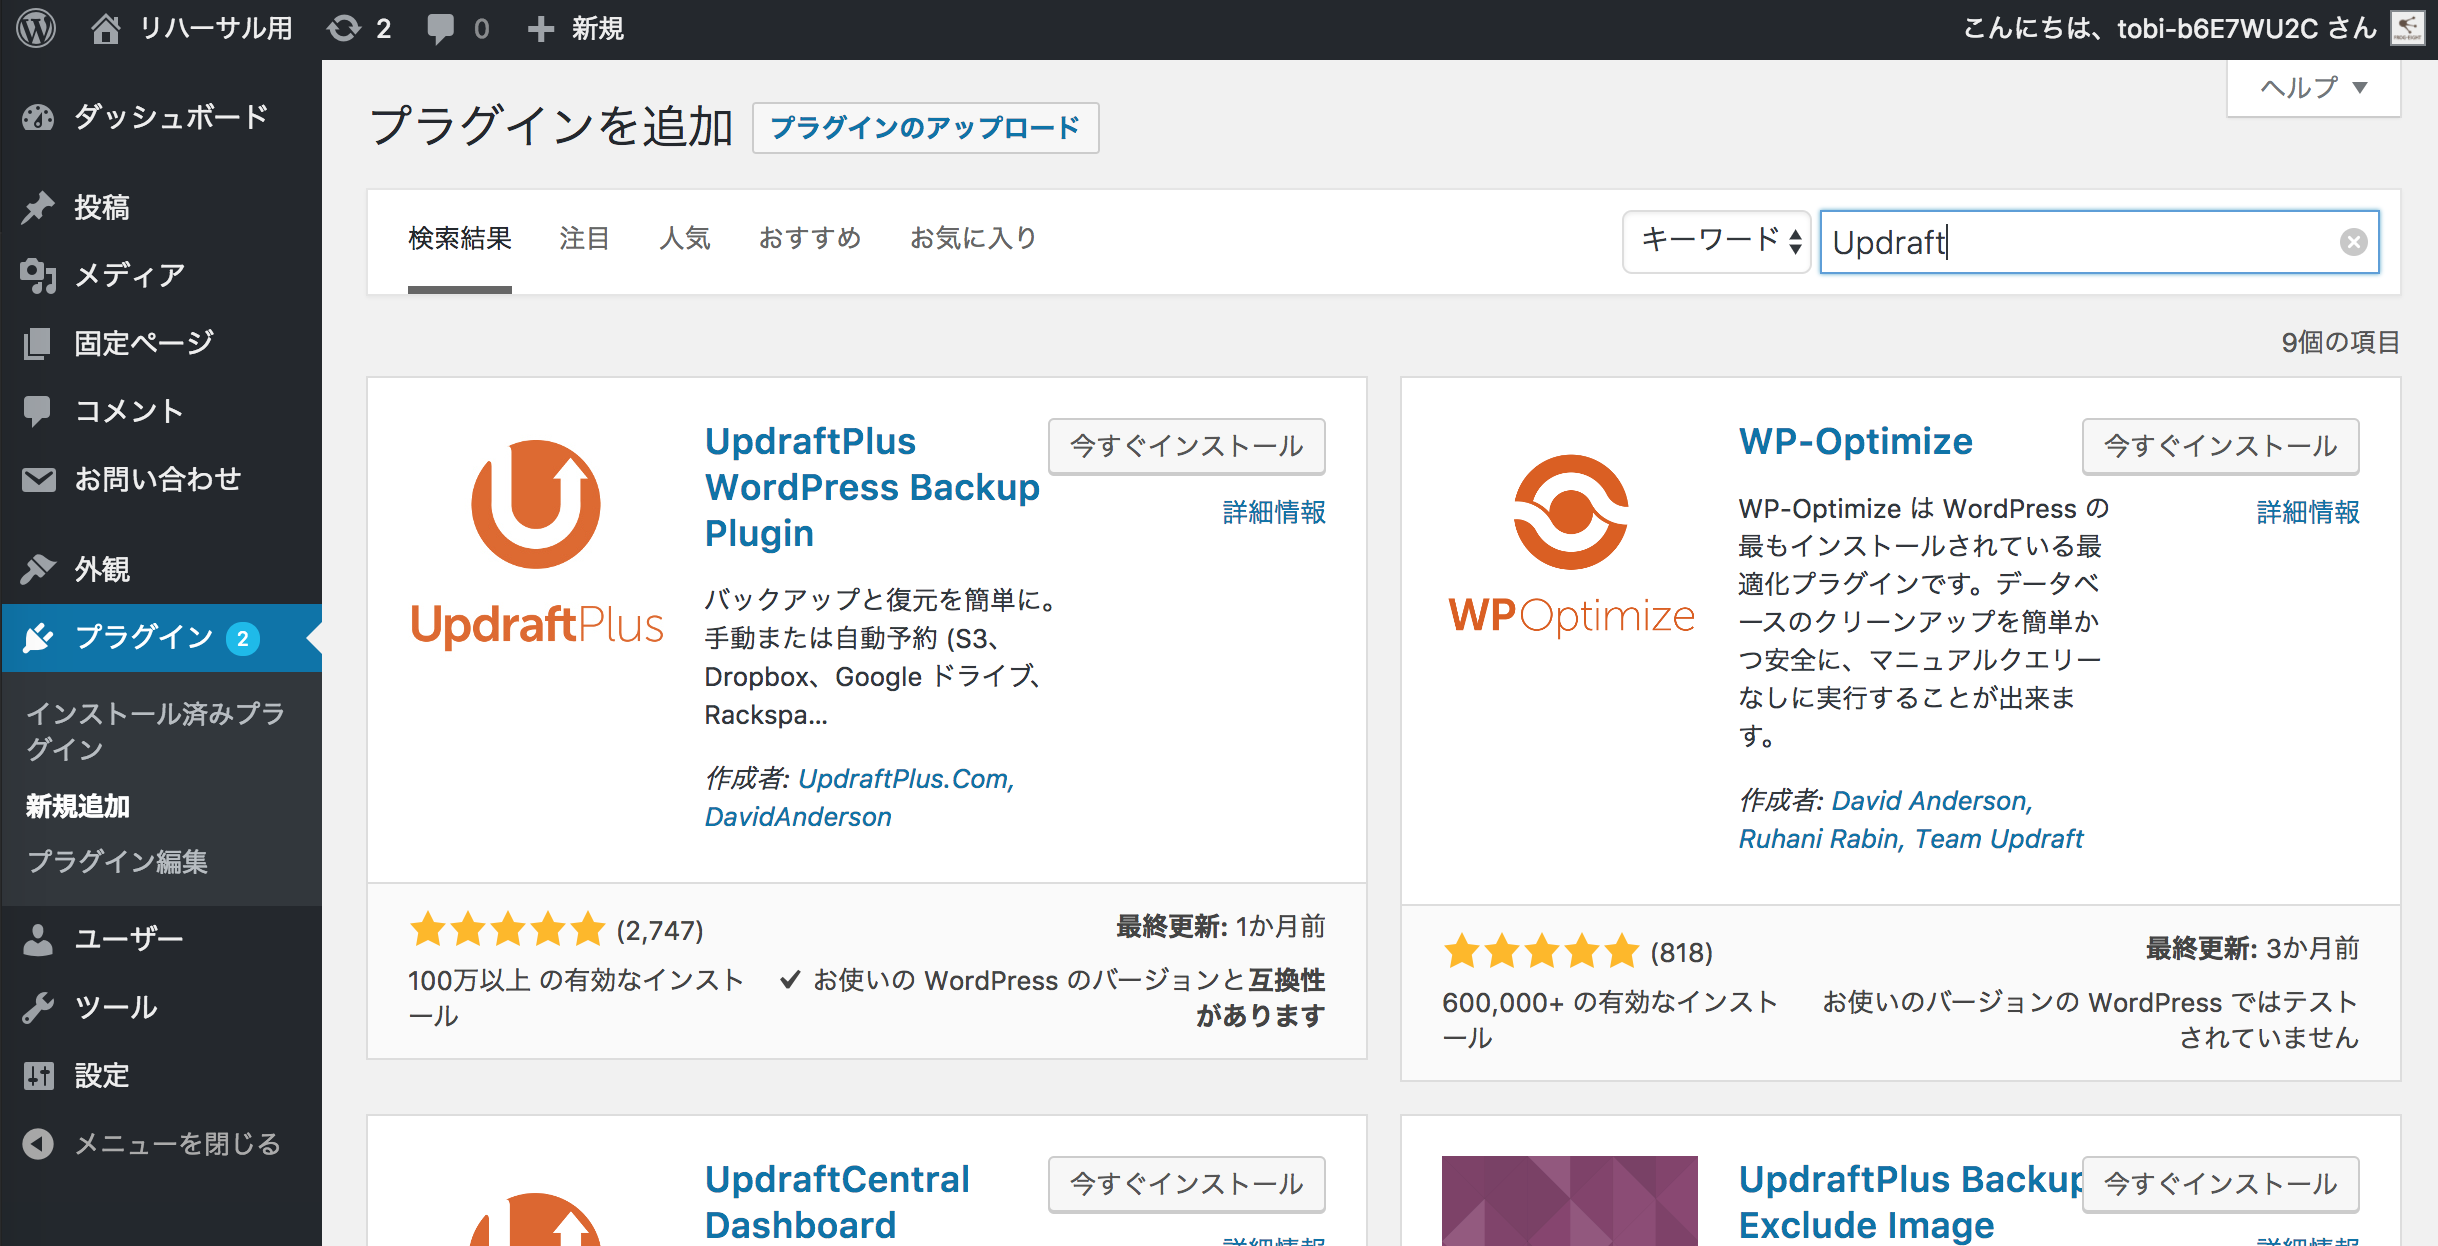 リハーサル用 2 0 新規 こんにちは、tobi-b6E7WU2C さん
ヘルプ
ダッシュボード
投稿
メディア
固定ページ
コメント
お問い合わせ
外観
プラグイン 2
インストール済みプラ
グイン
新規追加
プラグイン編集
ユーザー
ツール
設定
メニューを閉じる
プラグインを追加 プラグインのアップロード
検索結果 注目 人気 おすすめ お気に入り キーワード Updraft
9個の項目
UpdraftPlus
UpdraftPlus
WordPress Backup
Plugin
今すぐインストール
詳細情報
バックアップと復元を簡単に。
手動または自動予約 (S3、
Dropbox、Google ドライブ、
Rackspa...
作成者: UpdraftPlus.Com,
DavidAnderson
(2,747)
最終更新: 1か月前
100万以上 の有効なインスト
ール
お使いの WordPress のバージョンと互換性
があります
WPOptimize
WP-Optimize
今すぐインストール
詳細情報
WP-Optimize は WordPress の
最もインストールされている最
適化プラグインです。データベ
ースのクリーンアップを簡単か
つ安全に、マニュアルクエリー
なしに実行することが出来ま
す。
作成者: David Anderson,
Ruhani Rabin, Team Updraft
(818)
最終更新: 3か月前
600,000+ の有効なインスト
ール
お使いのバージョンの WordPress ではテスト
されていません
UpdraftCentral
Dashboard
今すぐインストール
詳細情報
UpdraftPlus Backup
Exclude Image
今すぐインストール
詳細情報